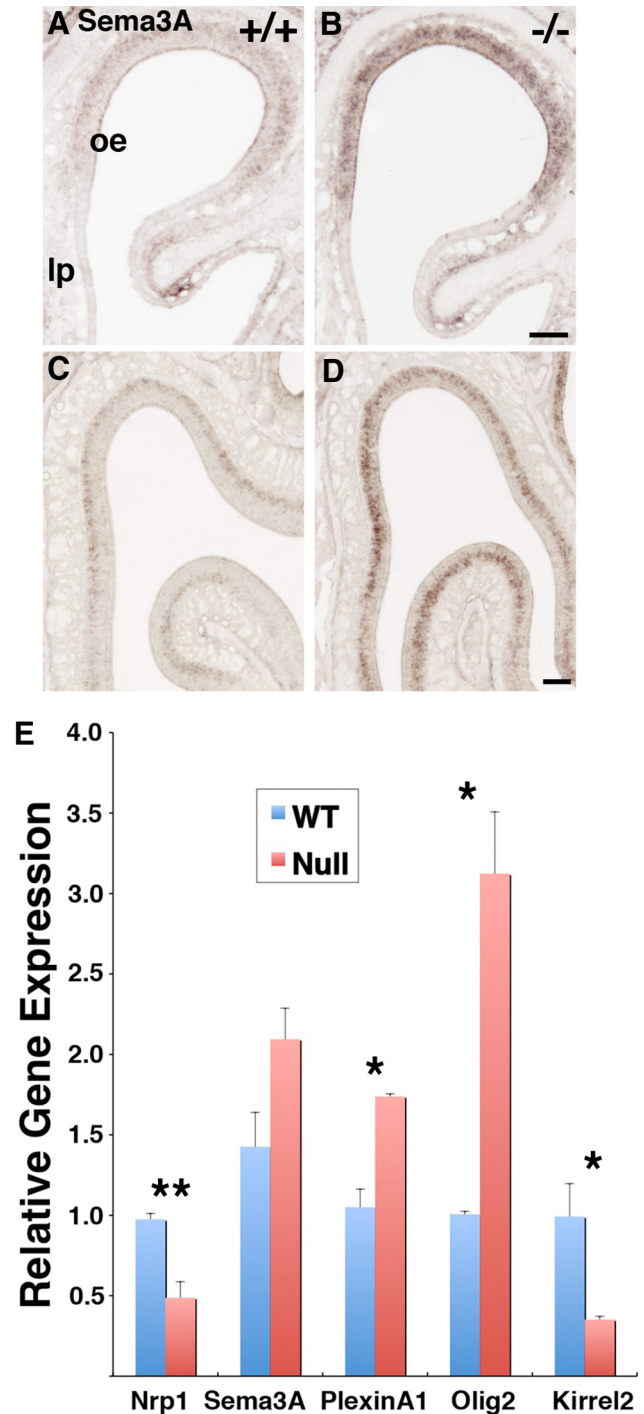 A Sema3A +/+
B -/-
oe
lp
C
D
E
Relative Gene Expression
4.0
3.5
3.0
2.5
2.0
1.5
1.0
0.5
WT
Null
**
*
*
*
Nrp1 Sema3A PlexinA1 Olig2 Kirrel2